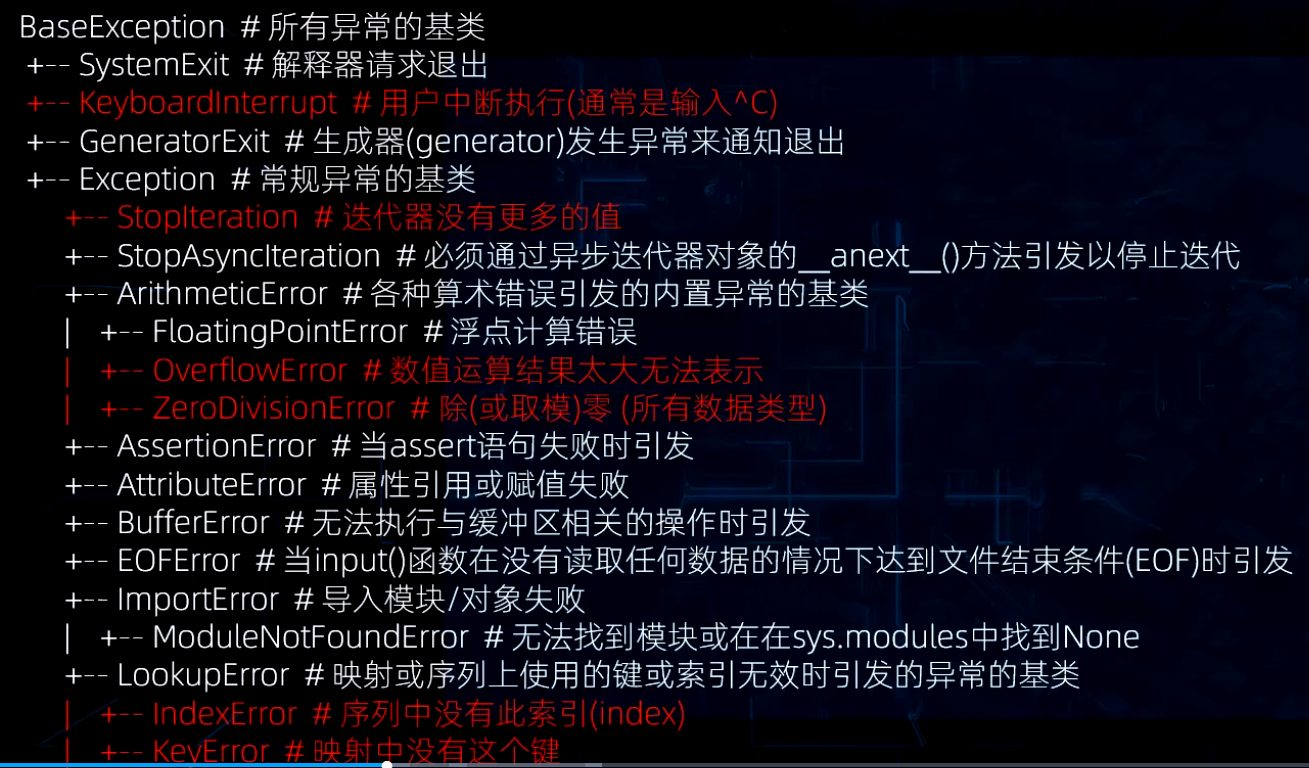 BaseException # 所有异常的基类
+-- SystemExit # 解释器请求退出
+-- KeyboardInterrupt # 用户中断执行(通常是输入^C)
+-- GeneratorExit # 生成器(generator)发生异常来通知退出
+-- Exception # 常规异常的基类
+-- StopIteration # 迭代器没有更多的值
+-- StopAsyncIteration # 必须通过异步迭代器对象的__anext__()方法引发以停止迭代
+-- ArithmeticError # 各种算术错误引发的内置异常的基类
| +-- FloatingPointError # 浮点计算错误
| +-- OverflowError # 数值运算结果太大无法表示
| +-- ZeroDivisionError # 除(或取模)零 (所有数据类型)
+-- AssertionError # 当assert语句失败时引发
+-- AttributeError # 属性引用或赋值失败
+-- BufferError # 无法执行与缓冲区相关的操作时引发
+-- EOFError # 当input()函数在没有读取任何数据的情况下达到文件结束条件(EOF)时引发
+-- ImportError # 导入模块/对象失败
| +-- ModuleNotFoundError # 无法找到模块或在在sys.modules中找到None
+-- LookupError # 映射或序列上使用的键或索引无效时引发的异常的基类
| +-- IndexError # 序列中没有此索引(index)
| +-- KeyError # 映射中没有这个键